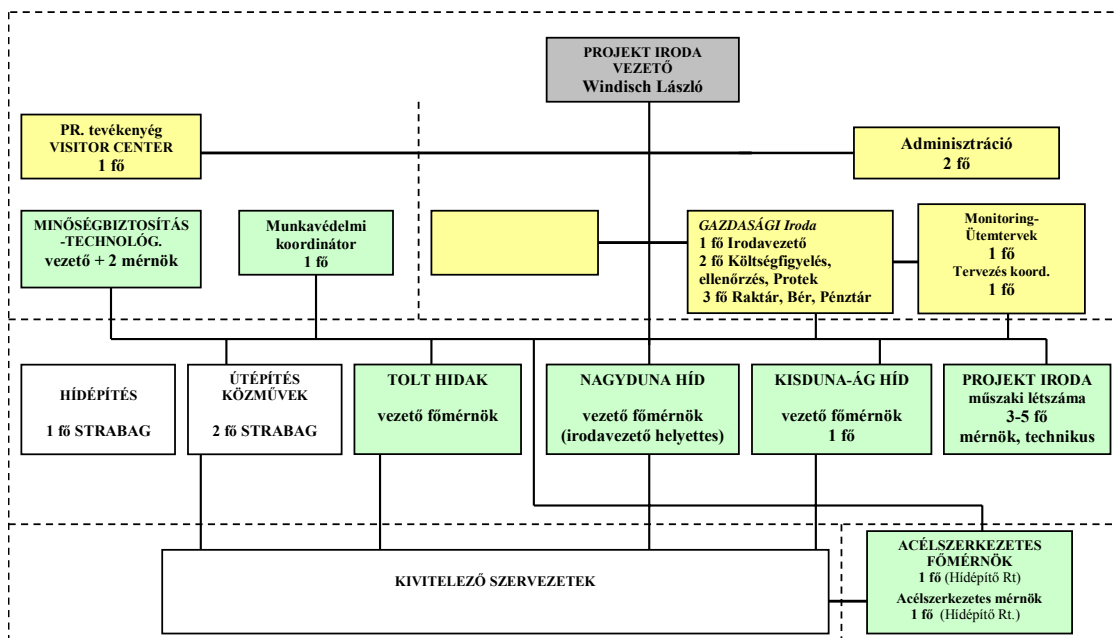 PROJEKT IRODA
VEZETŐ
Windisch László
PR. tevékenyég
VISITOR CENTER
1 fő
Adminisztráció
2 fő
MINŐSÉGBIZTOSÍTÁS
-TECHNOLÓG.
vezető + 2 mérnök
Munkavédelmi
koordinátor
1 fő
GAZDASÁGI Iroda
1 fő Irodavezető
2 fő Költségfigyelés,
ellenőrzés, Protek
3 fő Raktár, Bér, Pénztár
Monitoring-
Ütemtervek
1 fő
Tervezés koord.
1 fő
HÍDÉPÍTÉS
1 fő STRABAG
ÚTÉPÍTÉS
KÖZMŰVEK
2 fő STRABAG
TOLT HIDAK
vezető főmérnök
NAGYDUNA HÍD
vezető főmérnök
(irodavezető helyettes)
KISDUNA-ÁG HÍD
vezető főmérnök
1 fő
PROJEKT IRODA
műszaki létszáma
3-5 fő
mérnök, technikus
KIVITELEZŐ SZERVEZETEK
ACÉLSZERKEZETES
FŐMÉRNÖK
1 fő (Hídépítő Rt)
Acélszerkezetes mérnök
1 fő (Hídépítő Rt.)